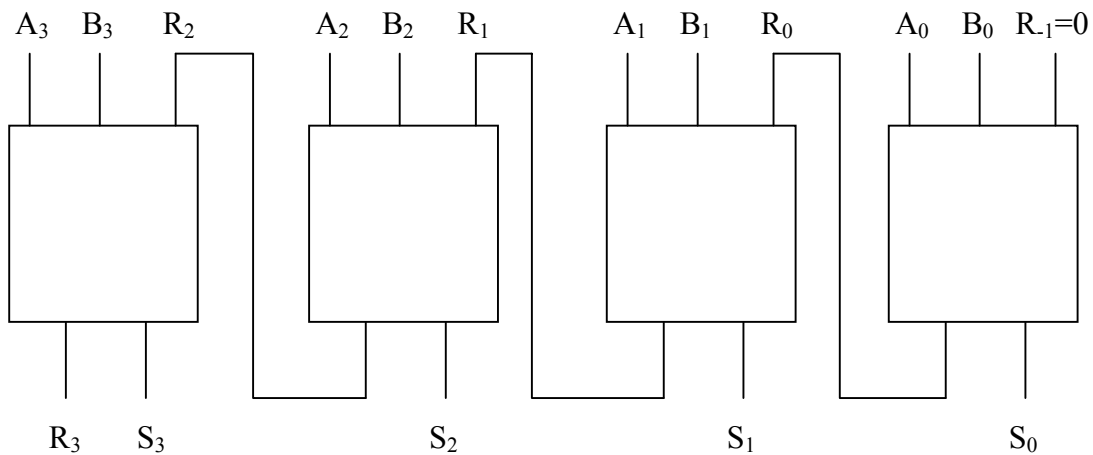 A₃ B₃ R₂ A₂ B₂ R₁ A₁ B₁ R₀ A₀ B₀ R₋₁=0
R₃ S₃ S₂ S₁ S₀